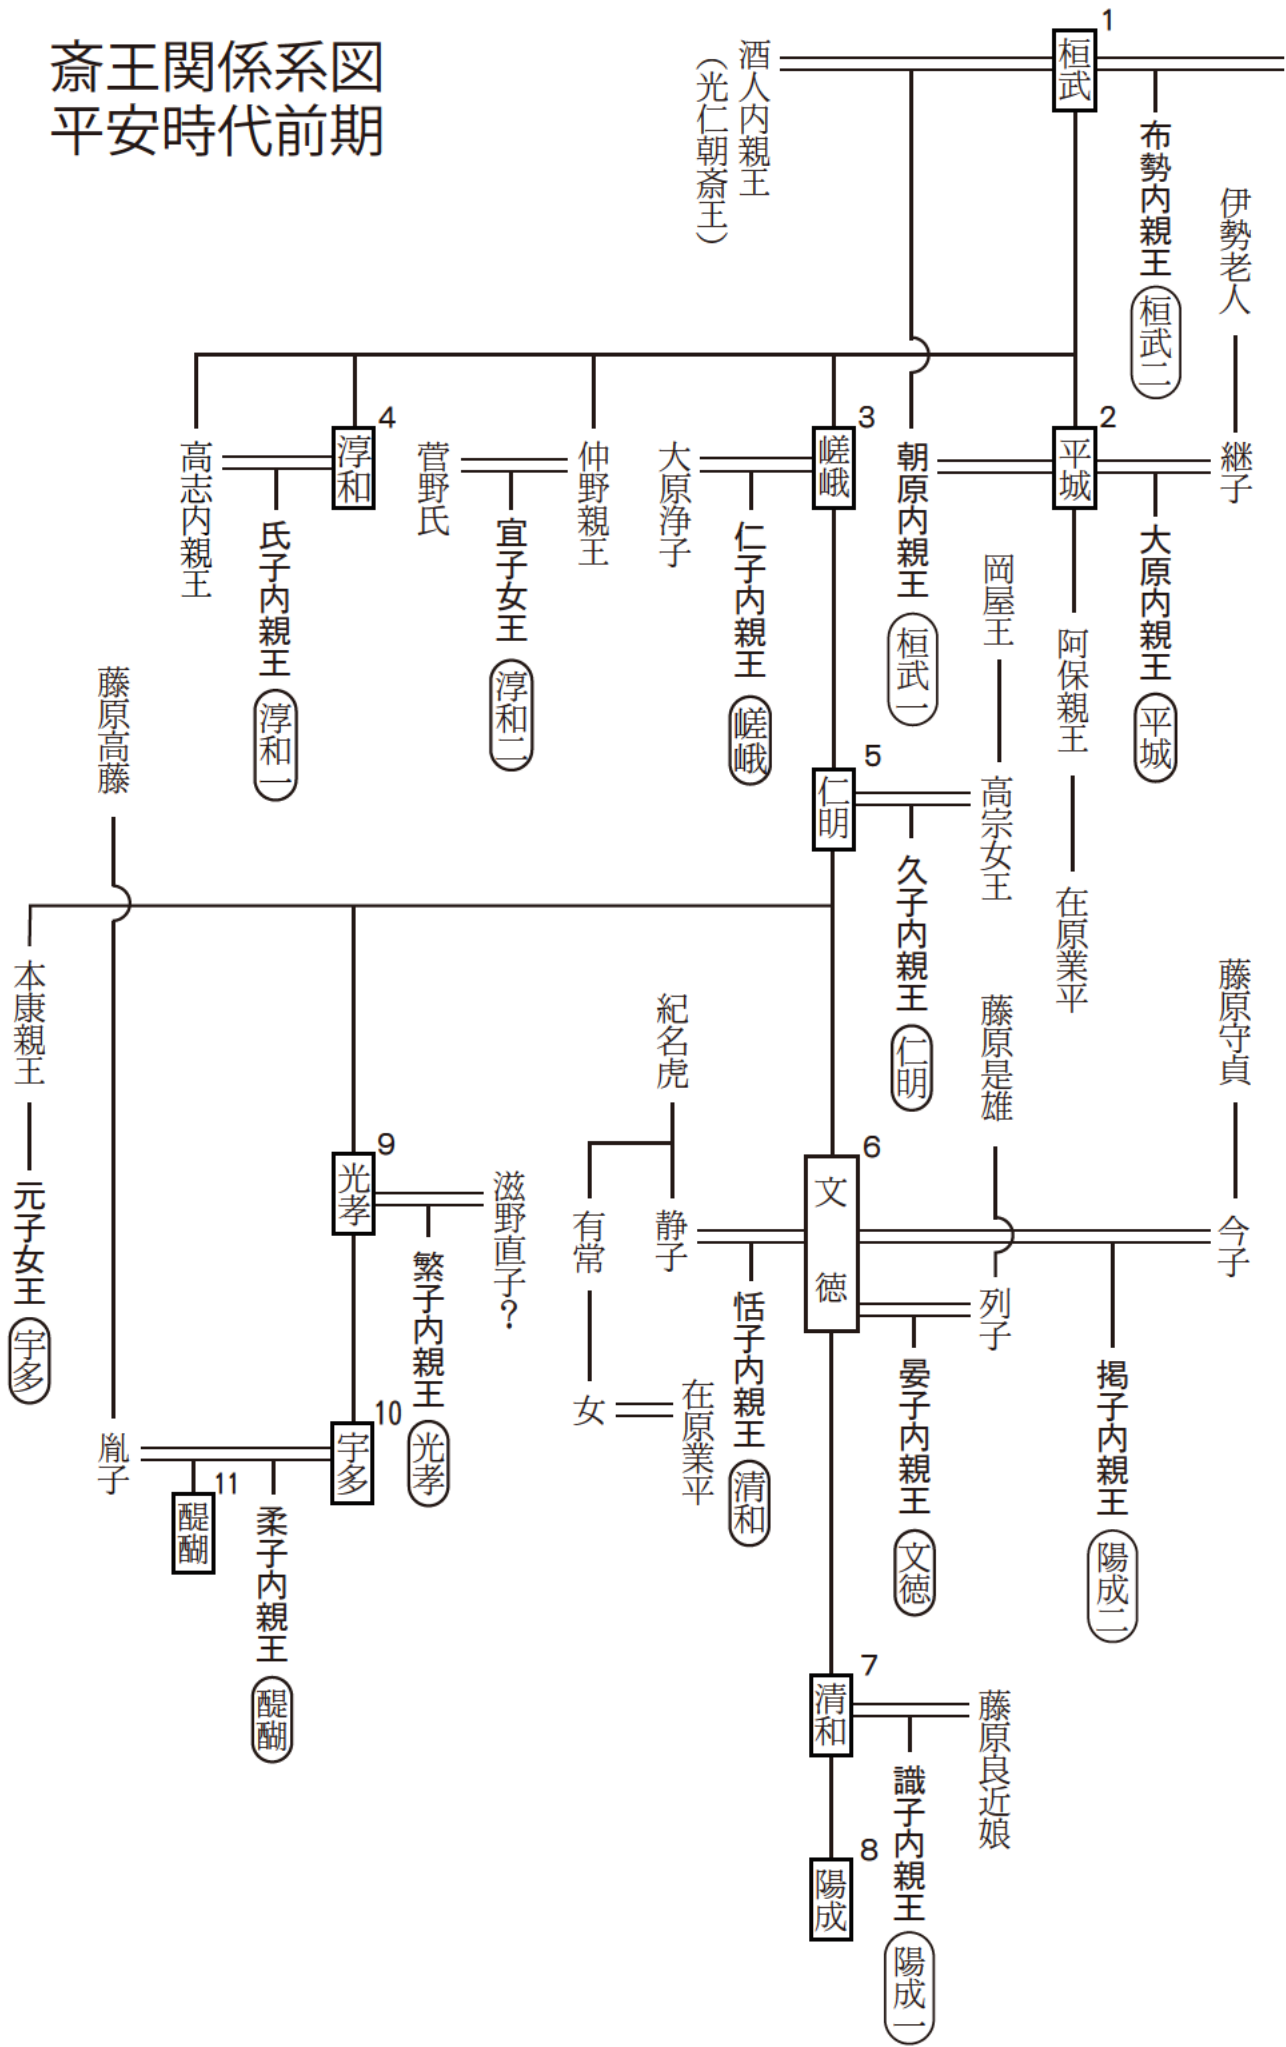 斎王関係系図
平安時代前期
1
桓武
酒人内親王
（光仁朝斎王）
布勢内親王
桓武二
伊勢老人
継子
2
平城
大原内親王
平城
朝原内親王
桓武一
阿保親王
在原業平
3
嵯峨
大原浄子
仁子内親王
嵯峨
仲野親王
菅野氏
宜子女王
淳和二
4
淳和
高志内親王
氏子内親王
淳和一
岡屋王
高宗女王
5
仁明
久子内親王
仁明
藤原高藤
本康親王
元子女王
宇多
藤原守貞
今子
藤原是雄
列子
6
文徳
掲子内親王
陽成二
晏子内親王
文徳
紀名虎
静子
有常
女
在原業平
恬子内親王
清和
9
光孝
滋野直子？
繁子内親王
光孝
10
宇多
胤子
11
醍醐
柔子内親王
醍醐
7
清和
藤原良近娘
識子内親王
陽成一
8
陽成